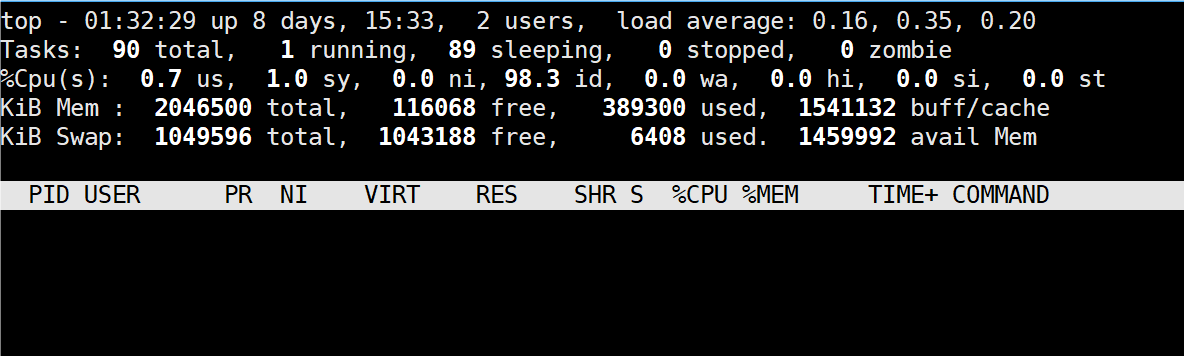 top - 01:32:29 up 8 days, 15:33,  2 users,  load average: 0.16, 0.35, 0.20
Tasks:  90 total,   1 running,  89 sleeping,   0 stopped,   0 zombie
%Cpu(s):  0.7 us,  1.0 sy,  0.0 ni, 98.3 id,  0.0 wa,  0.0 hi,  0.0 si,  0.0 st
KiB Mem :  2046500 total,   116068 free,   389300 used,  1541132 buff/cache
KiB Swap:  1049596 total,  1043188 free,     6408 used.  1459992 avail Mem
  PID USER      PR  NI    VIRT    RES    SHR S  %CPU %MEM     TIME+ COMMAND